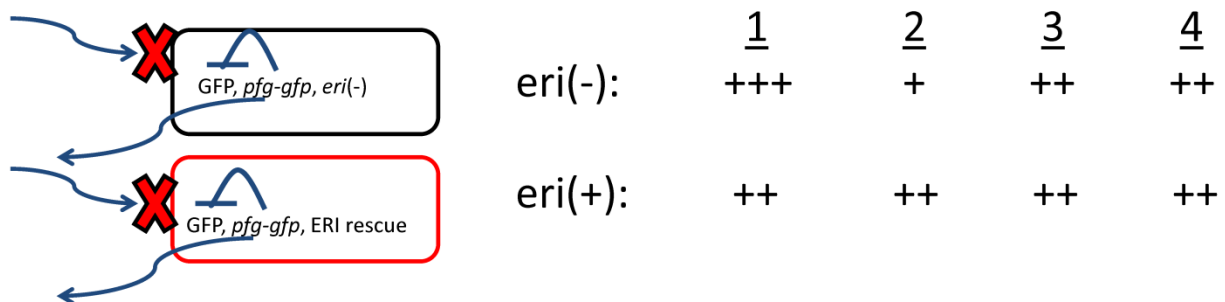 1 2 3 4
GFP, pfg-gfp, eri(-)
eri(-): +++ + ++ ++
GFP, pfg-gfp, ERI rescue
eri(+): ++ ++ ++ ++